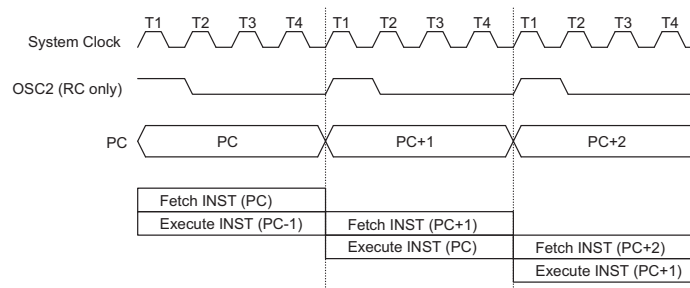 T1 T2 T3 T4 T1 T2 T3 T4 T1 T2 T3 T4
System Clock
OSC2 (RC only)
PC PC PC+1 PC+2
Fetch INST (PC)
Execute INST (PC-1) Fetch INST (PC+1)
Execute INST (PC) Fetch INST (PC+2)
Execute INST (PC+1)